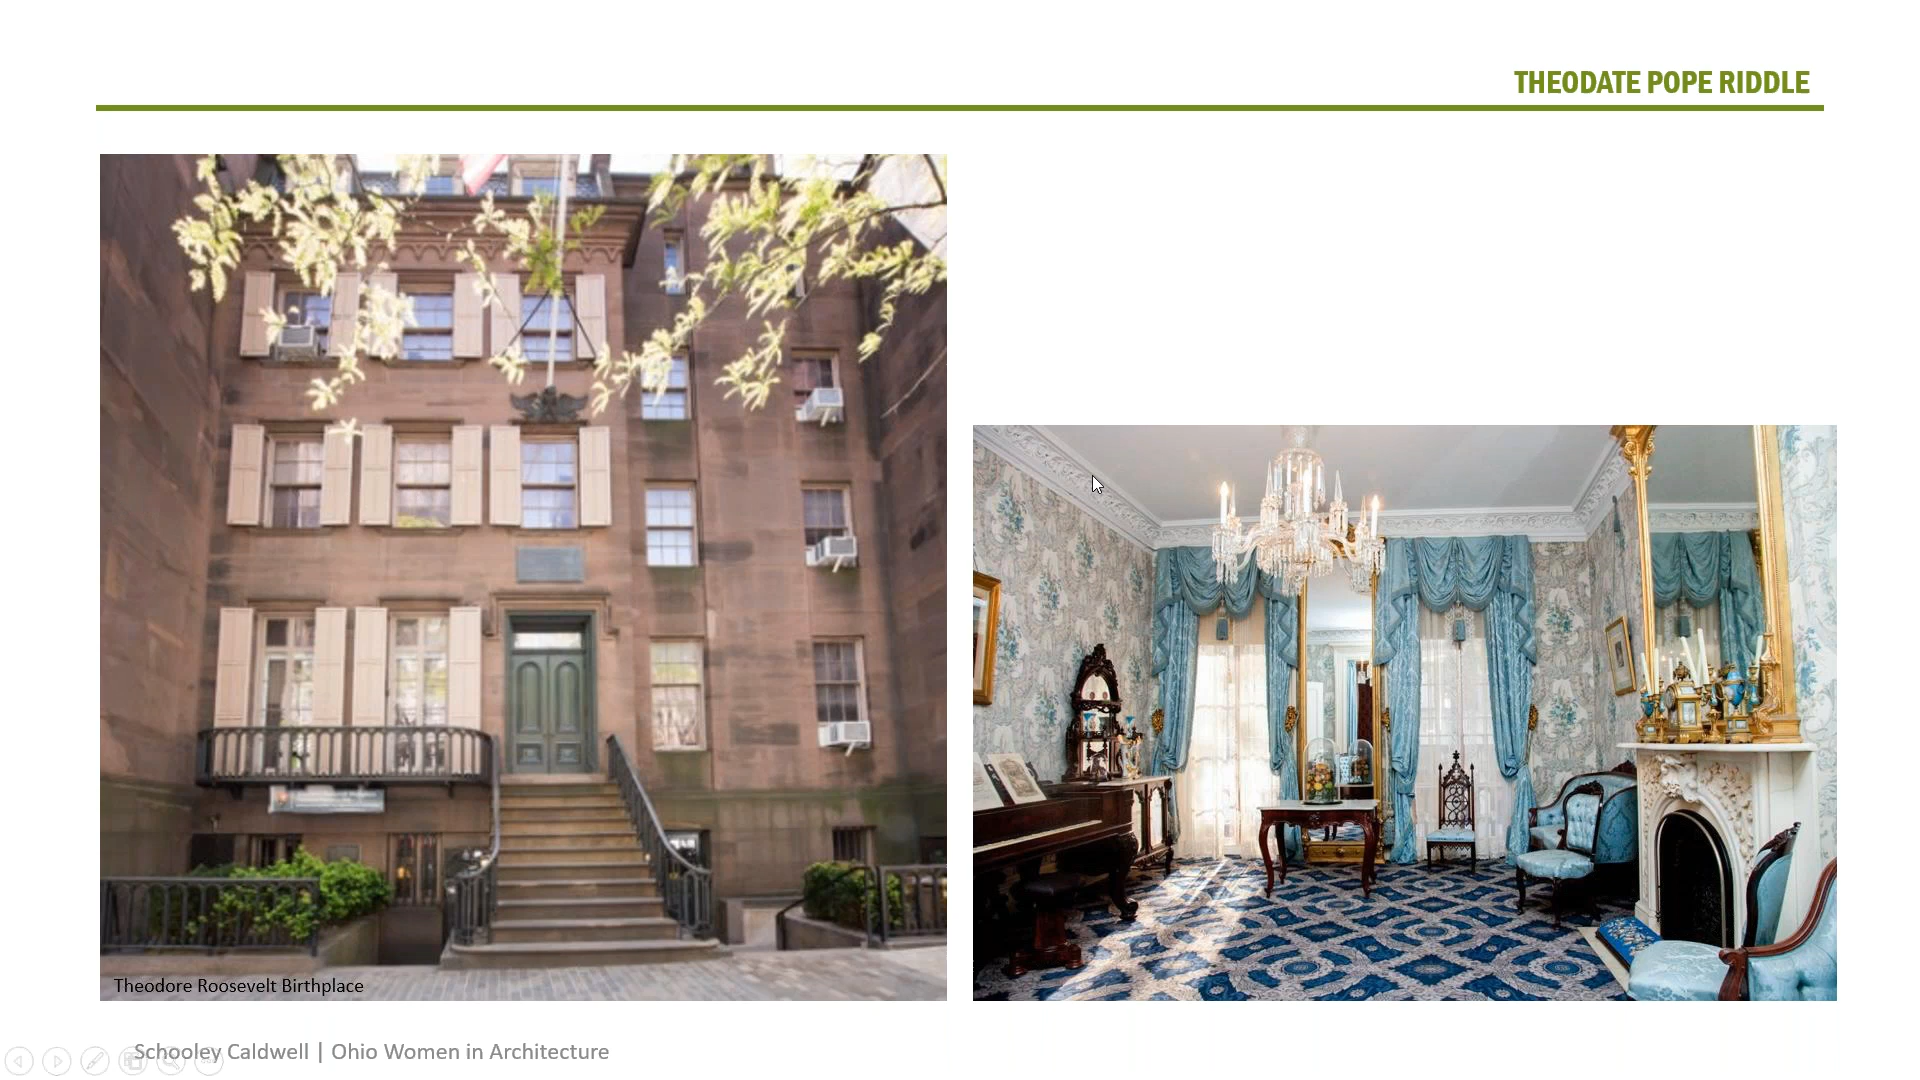 THEODATE POPE RIDDLE
Theodore Roosevelt Birthplace
Schooley Caldwell | Ohio Women in Architecture